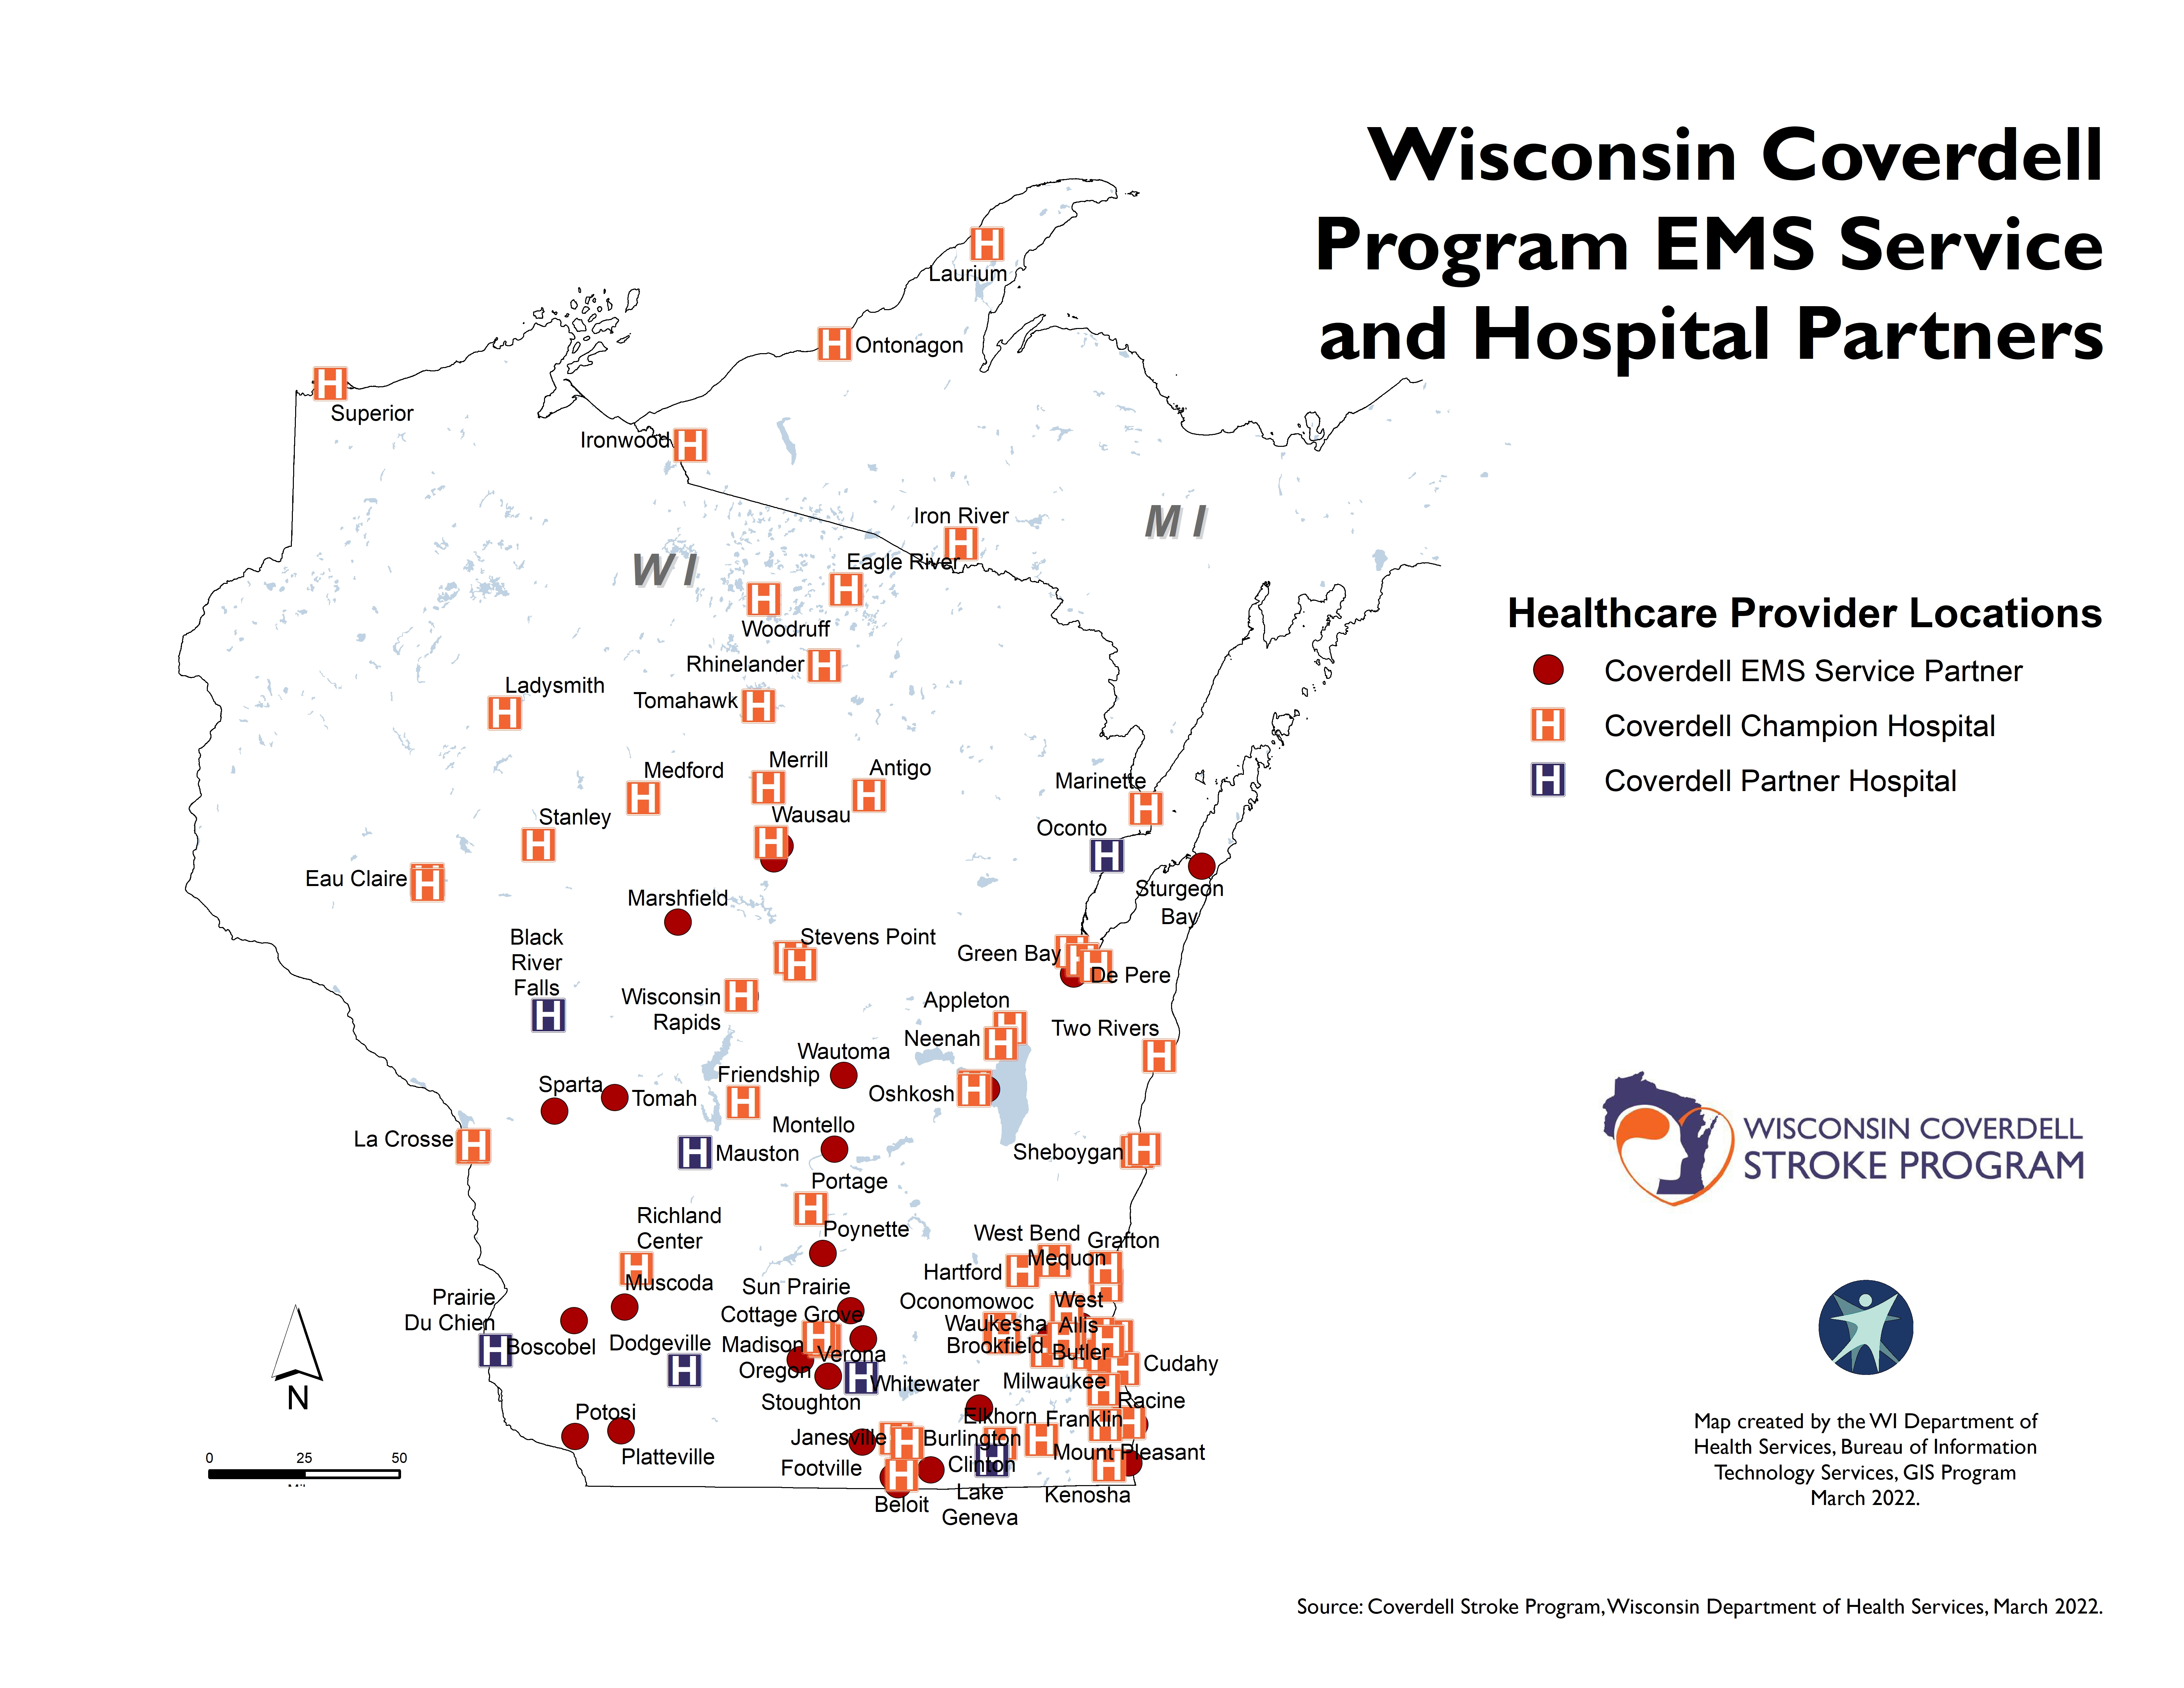 Wisconsin Coverdell
Program EMS Service
and Hospital Partners
Laurium
Ontonagon
Superior
Ironwood
Iron River
MI
WI
Eagle River
Woodruff
Rhinelander
Ladysmith
Tomahawk
Medford
Merrill
Antigo
Marinette
Stanley
Wausau
Oconto
Eau Claire
Marshfield
Sturgeon
Bay
Black
River
Falls
Stevens Point
Green Bay
De Pere
Wisconsin
Rapids
Appleton
Neenah
Two Rivers
Wautoma
Friendship
Oshkosh
Sparta
Tomah
Montello
La Crosse
Mauston
Sheboygan
Portage
Richland
Center
Poynette
West Bend
Grafton
Mequon
Hartford
Muscoda
Sun Prairie
Prairie
Du Chien
Cottage Grove
Oconomowoc
West
Allis
Waukesha
Boscobel
Dodgeville
Madison
Verona
Brookfield
Butler
Cudahy
Oregon
Whitewater
Milwaukee
Stoughton
Racine
Potosi
Elkhorn
Franklin
Platteville
Janesville
Burlington
Mount Pleasant
Footville
Clinton
Beloit
Lake
Geneva
Kenosha
N
0 25 50
Healthcare Provider Locations
Coverdell EMS Service Partner
H Coverdell Champion Hospital
H Coverdell Partner Hospital
WISCONSIN COVERDELL
STROKE PROGRAM
Map created by the WI Department of
Health Services, Bureau of Information
Technology Services, GIS Program
March 2022.
Source: Coverdell Stroke Program, Wisconsin Department of Health Services, March 2022.